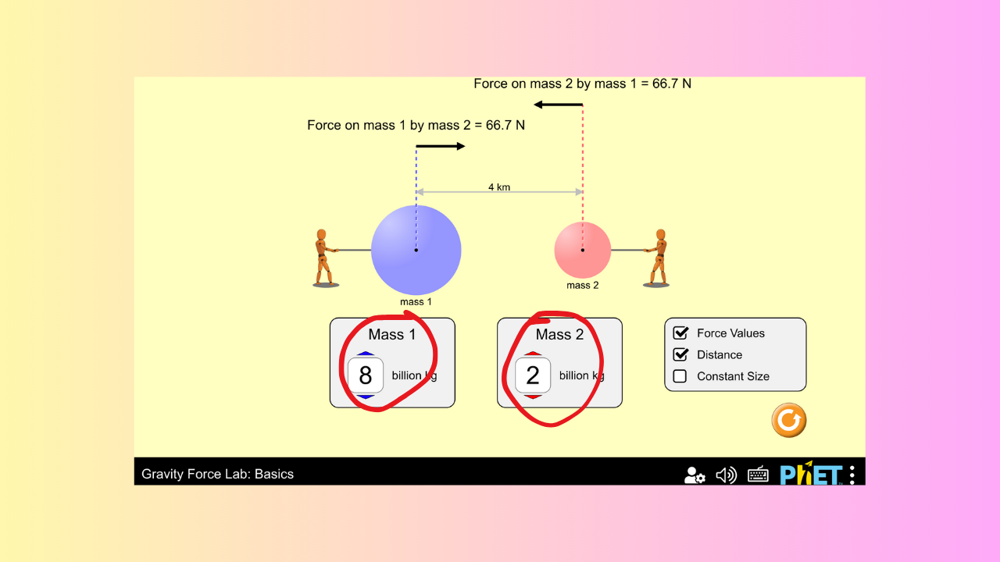 Force on mass 2 by mass 1 = 66.7 N
Force on mass 1 by mass 2 = 66.7 N
4 km
mass 2
mass 1
Mass 1
8 billion kg
Mass 2
2 billion kg
Force Values
Distance
Constant Size
Gravity Force Lab: Basics
PhET